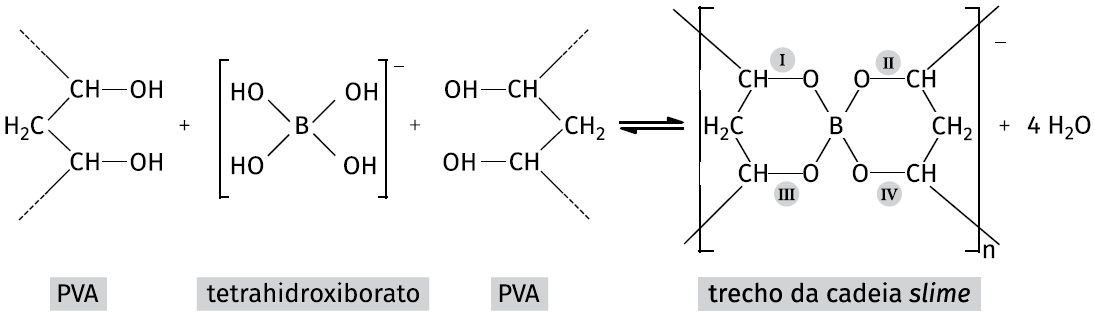 CH—OH HO OH OH—CH I II
CH—O O—CH
H₂C + B − + CH₂ ⇌ H₂C B CH₂ − + 4 H₂O
CH—OH HO OH OH—CH CH—O O—CH
III IV
n
PVA tetrahidroxiborato PVA trecho da cadeia slime